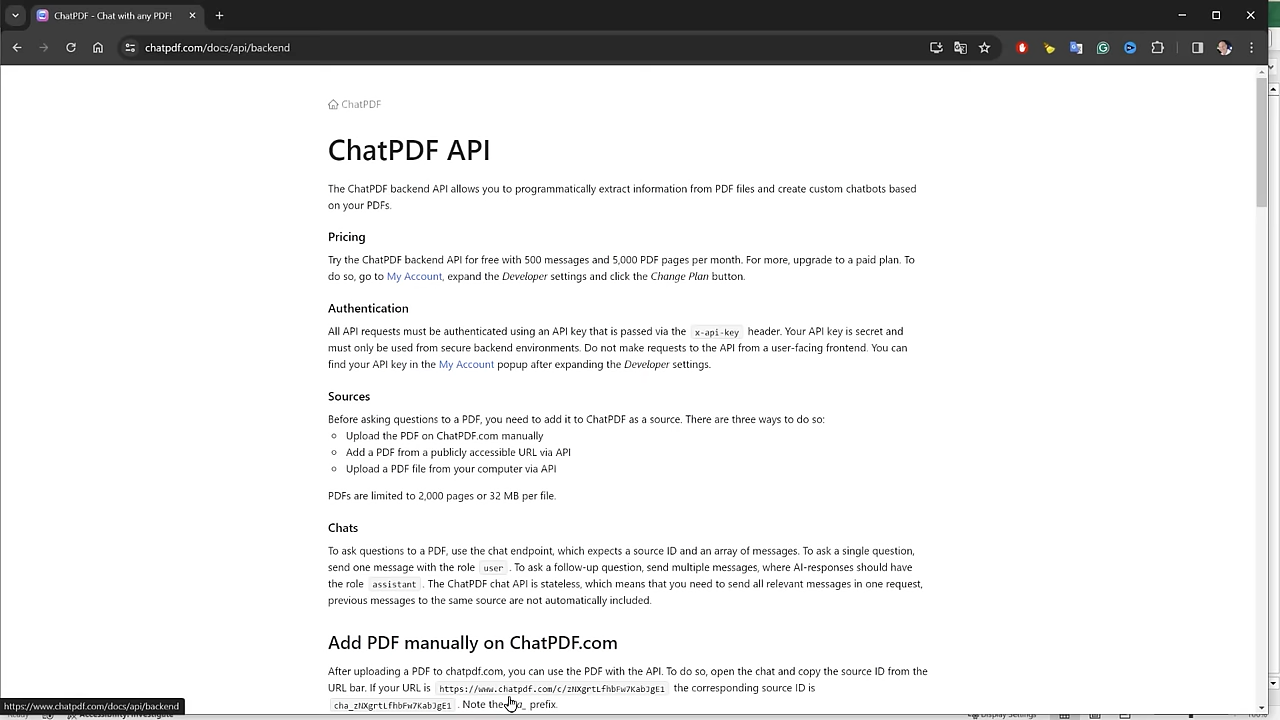 ChatPDF - Chat with any PDF!
chatpdf.com/docs/api/backend
ChatPDF
ChatPDF API
The ChatPDF backend API allows you to programmatically extract information from PDF files and create custom chatbots based
on your PDFs.
Pricing
Try the ChatPDF backend API for free with 500 messages and 5,000 PDF pages per month. For more, upgrade to a paid plan. To
do so, go to My Account, expand the Developer settings and click the Change Plan button.
Authentication
All API requests must be authenticated using an API key that is passed via the x-api-key header. Your API key is secret and
must only be used from secure backend environments. Do not make requests to the API from a user-facing frontend. You can
find your API key in the My Account popup after expanding the Developer settings.
Sources
Before asking questions to a PDF, you need to add it to ChatPDF as a source. There are three ways to do so:
Upload the PDF on ChatPDF.com manually
Add a PDF from a publicly accessible URL via API
Upload a PDF file from your computer via API
PDFs are limited to 2,000 pages or 32 MB per file.
Chats
To ask questions to a PDF, use the chat endpoint, which expects a source ID and an array of messages. To ask a single question,
send one message with the role user. To ask a follow-up question, send multiple messages, where AI-responses should have
the role assistant. The ChatPDF chat API is stateless, which means that you need to send all relevant messages in one request,
previous messages to the same source are not automatically included.
Add PDF manually on ChatPDF.com
After uploading a PDF to chatpdf.com, you can use the PDF with the API. To do so, open the chat and copy the source ID from the
URL bar. If your URL is https://www.chatpdf.com/c/zNXgrtLfhbFw7KabJgEi the corresponding source ID is
cha_zNXgrtLfhbFw7KabJgEi. Note the prefix.
https://www.chatpdf.com/docs/api/backend